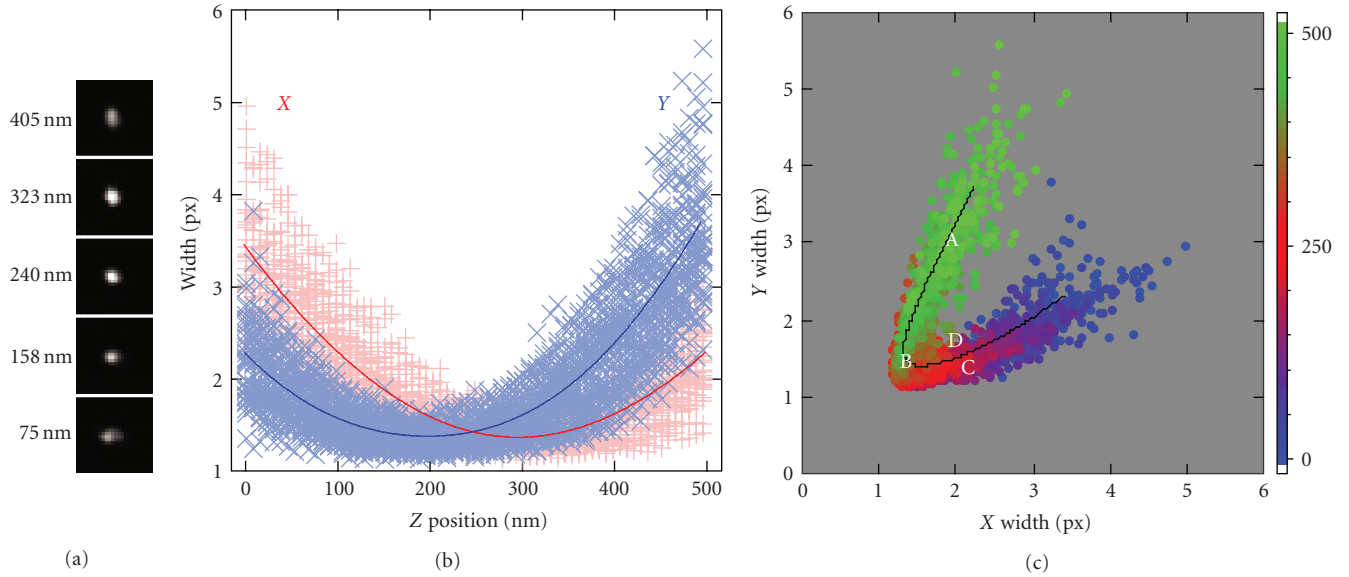 405 nm
323 nm
240 nm
158 nm
75 nm
(a)
6
5
4
3
2
1
Width (px)
X
Y
0
100
200
300
400
500
Z position (nm)
(b)
6
5
4
3
2
1
0
Y width (px)
A
B
D
C
0
1
2
3
4
5
6
X width (px)
(c)
500
250
0